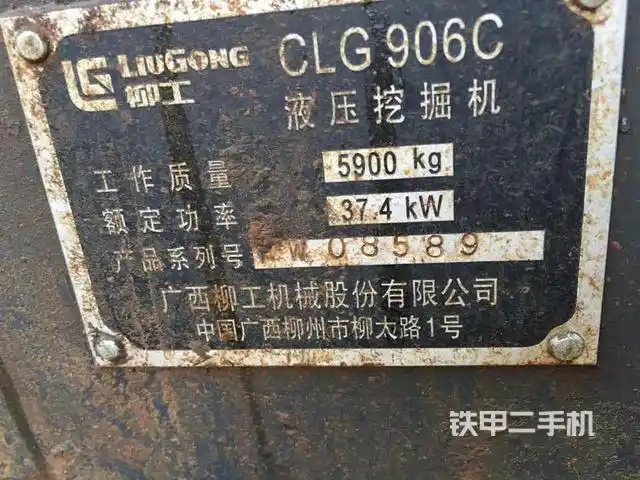 LIUGONG
柳工
CLG 906C
液压挖掘机
工作质量 5900 kg
额定功率 37.4 kW
产品系列号 W 08589
广西柳工机械股份有限公司
中国广西柳州市柳太路1号
铁甲二手机